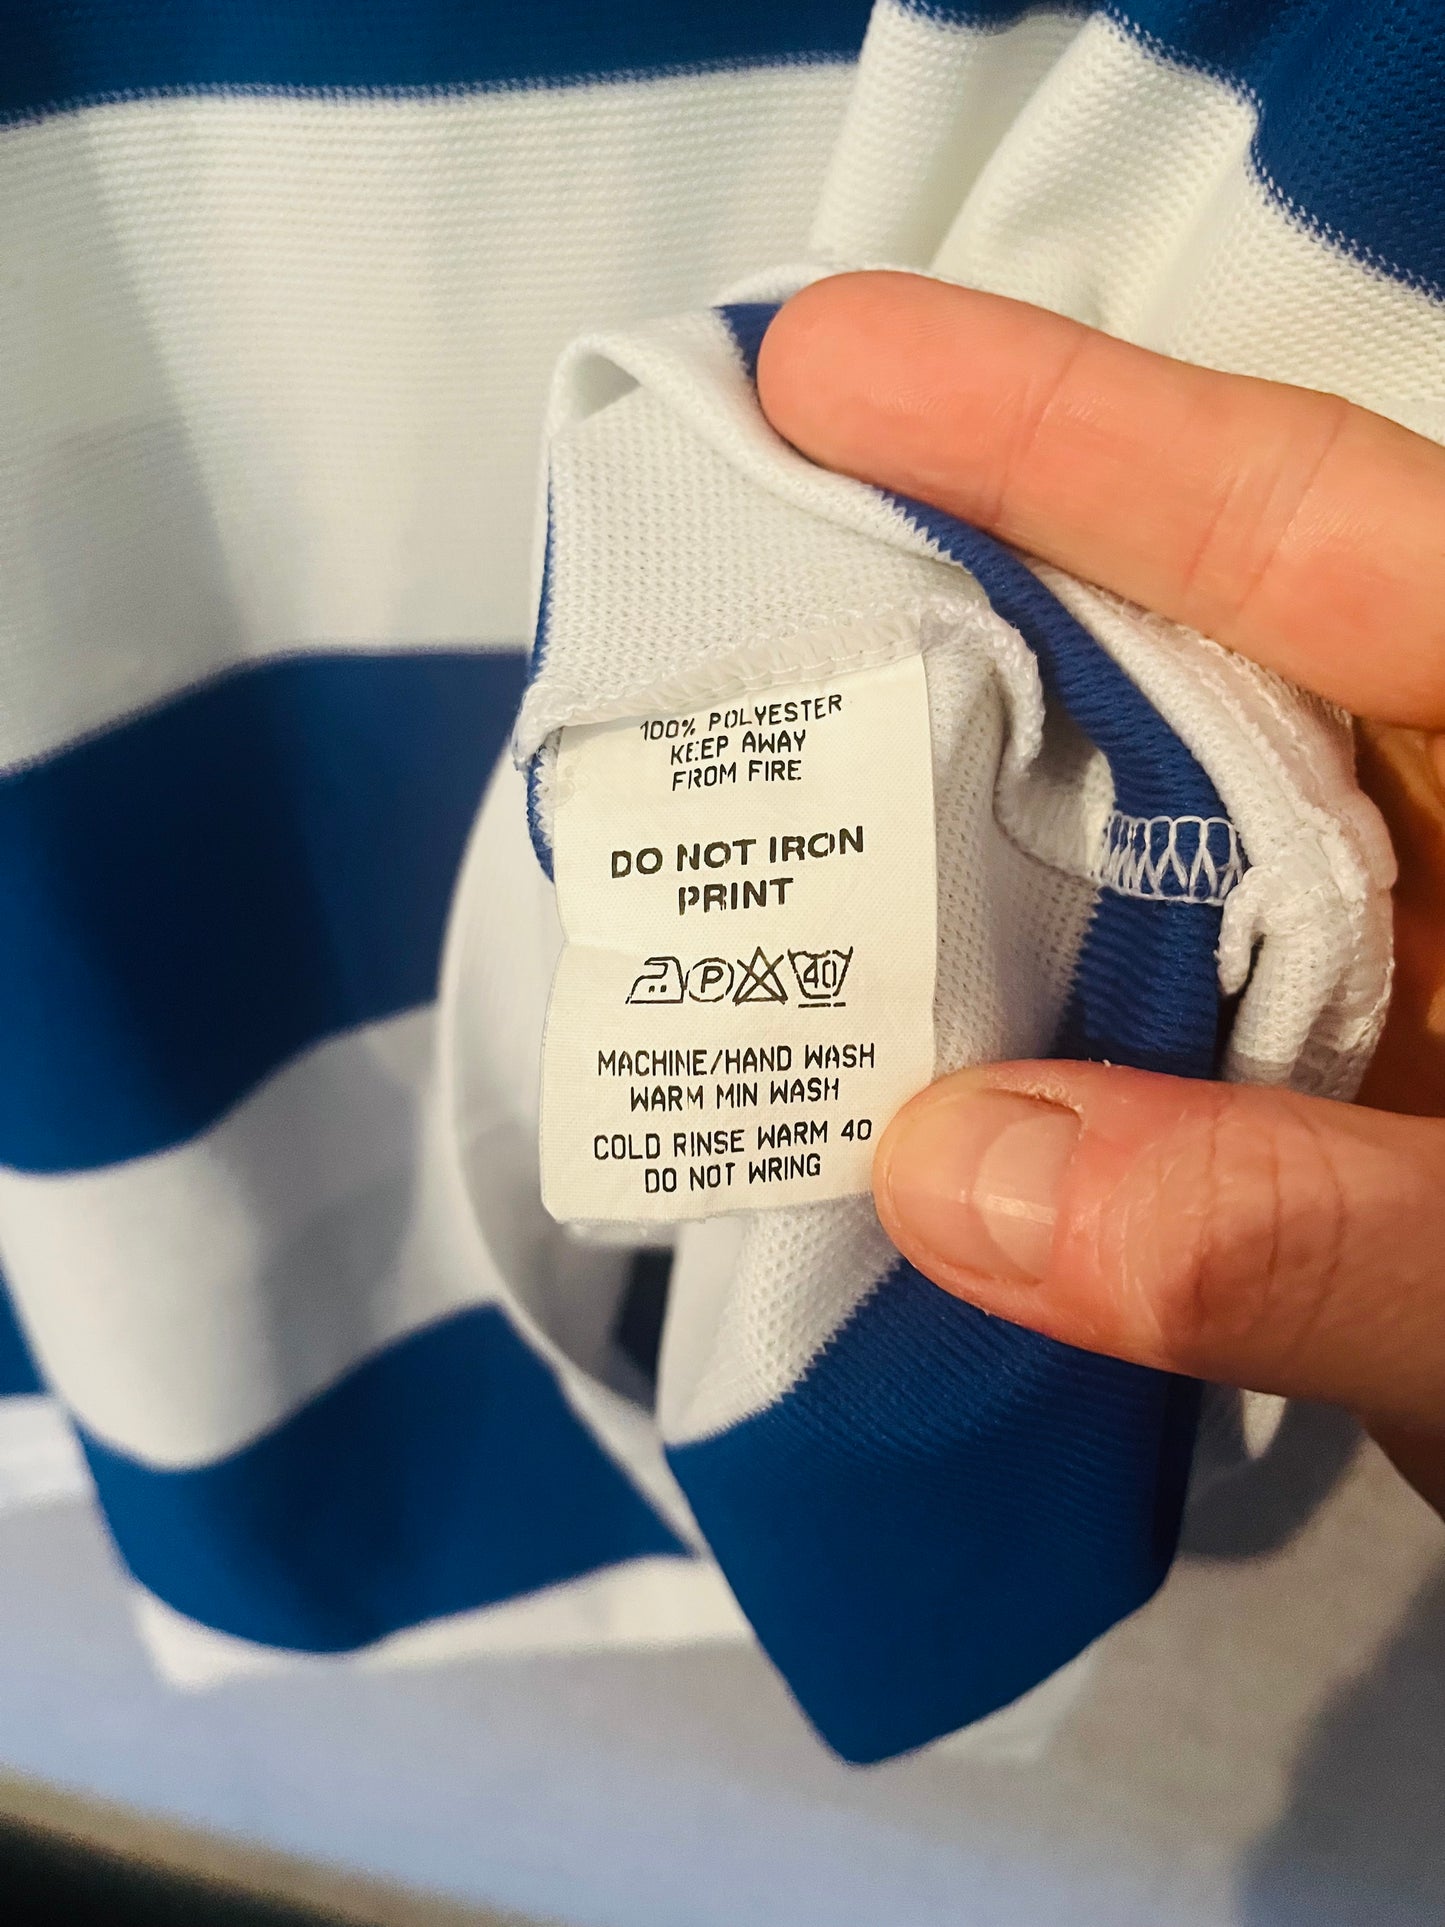 100% POLYESTER
KEEP AWAY
FROM FIRE
DO NOT IRON
PRINT
P 40
MACHINE/HAND WASH
WARM MIN WASH
COLD RINSE WARM 40
DO NOT WRING